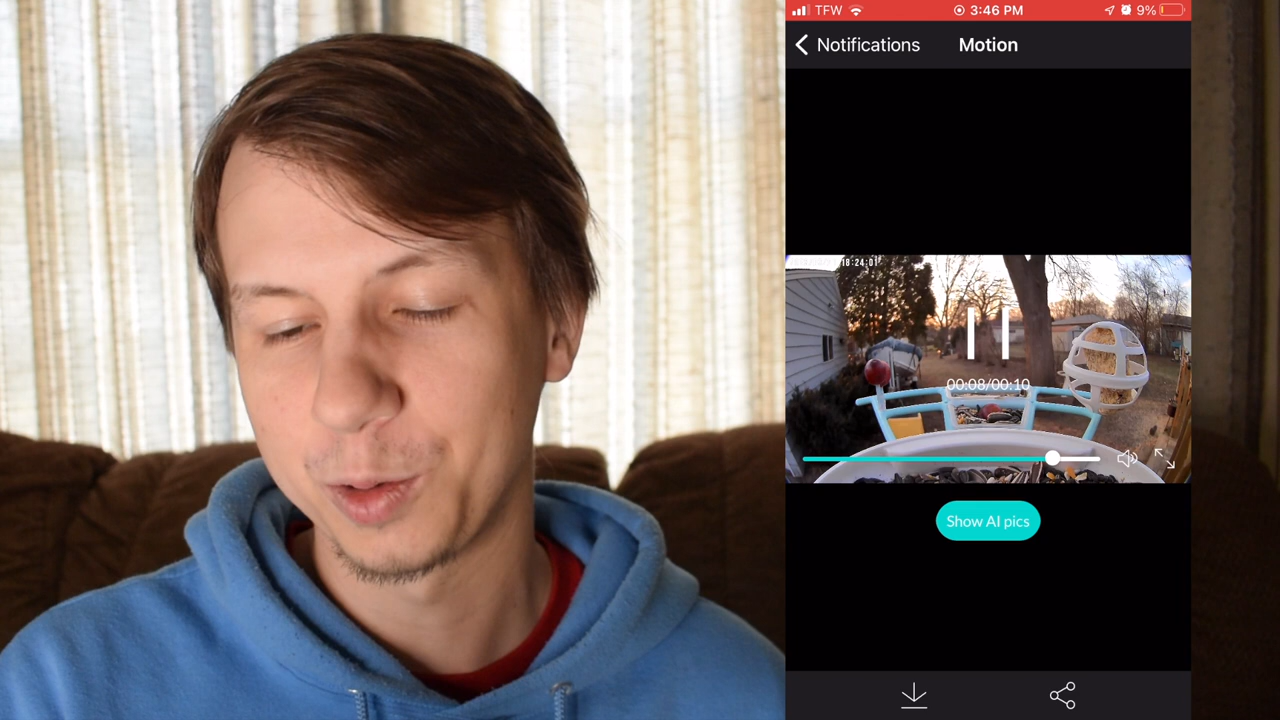 TFW 3:46 PM 9%
Notifications Motion
18:24:01
00:08/00:10
Show AI pics